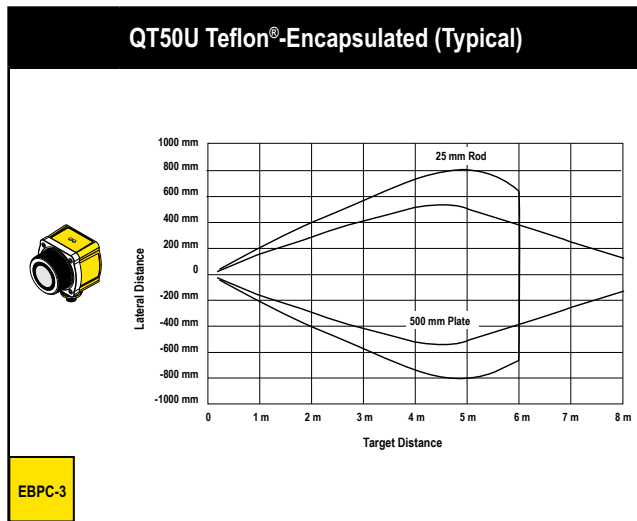 QT50U Teflon®-Encapsulated (Typical)
1000 mm
800 mm
600 mm
400 mm
200 mm
0
-200 mm
-400 mm
-600 mm
-800 mm
-1000 mm
Lateral Distance
25 mm Rod
500 mm Plate
0 1 m 2 m 3 m 4 m 5 m 6 m 7 m 8 m
Target Distance
EBPC-3